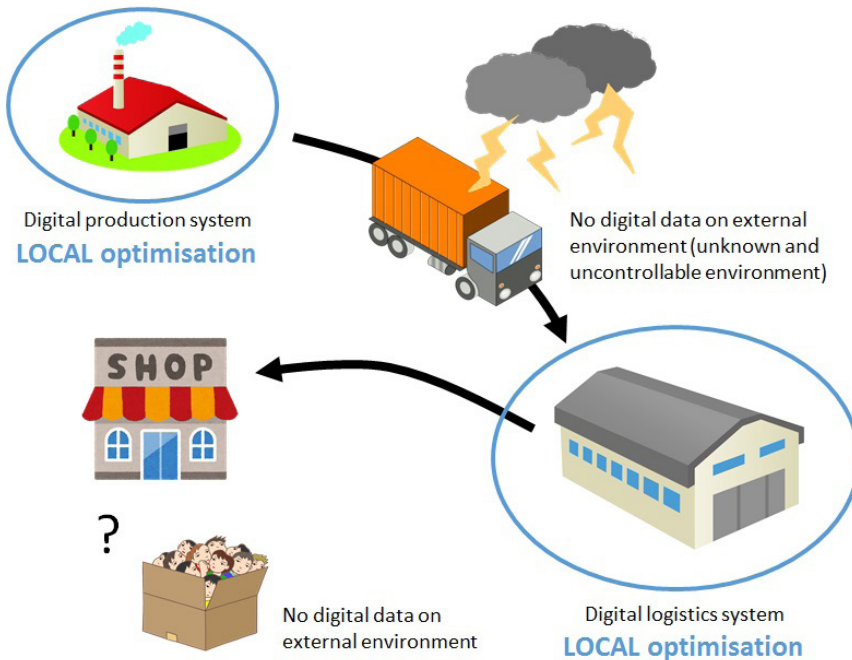 Digital production system
LOCAL optimisation
No digital data on external
environment (unknown and
uncontrollable environment)
SHOP
?
No digital data on
external environment
Digital logistics system
LOCAL optimisation